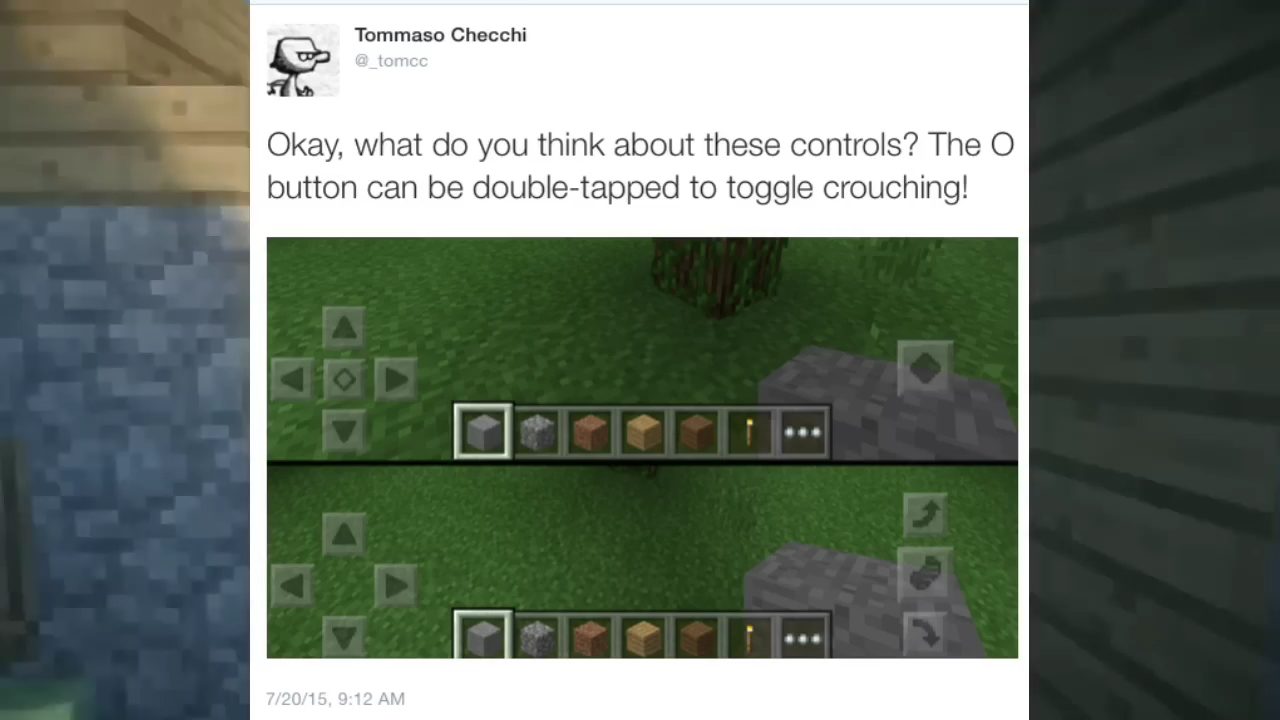 Tommaso Checchi
@_tomcc
Okay, what do you think about these controls? The O
button can be double-tapped to toggle crouching!
7/20/15, 9:12 AM